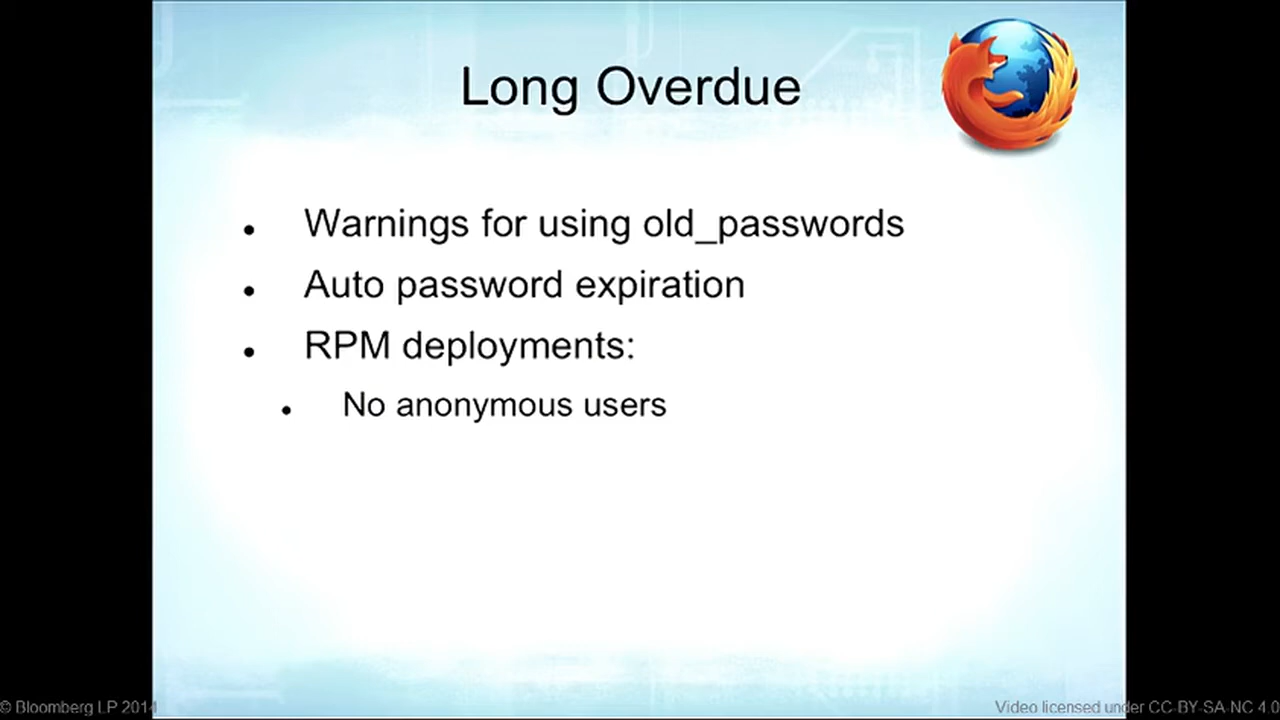 Long Overdue
• Warnings for using old_passwords
• Auto password expiration
• RPM deployments:
• No anonymous users
© Bloomberg LP 2014
Video licensed under CC-BY-SA-NC 4.0